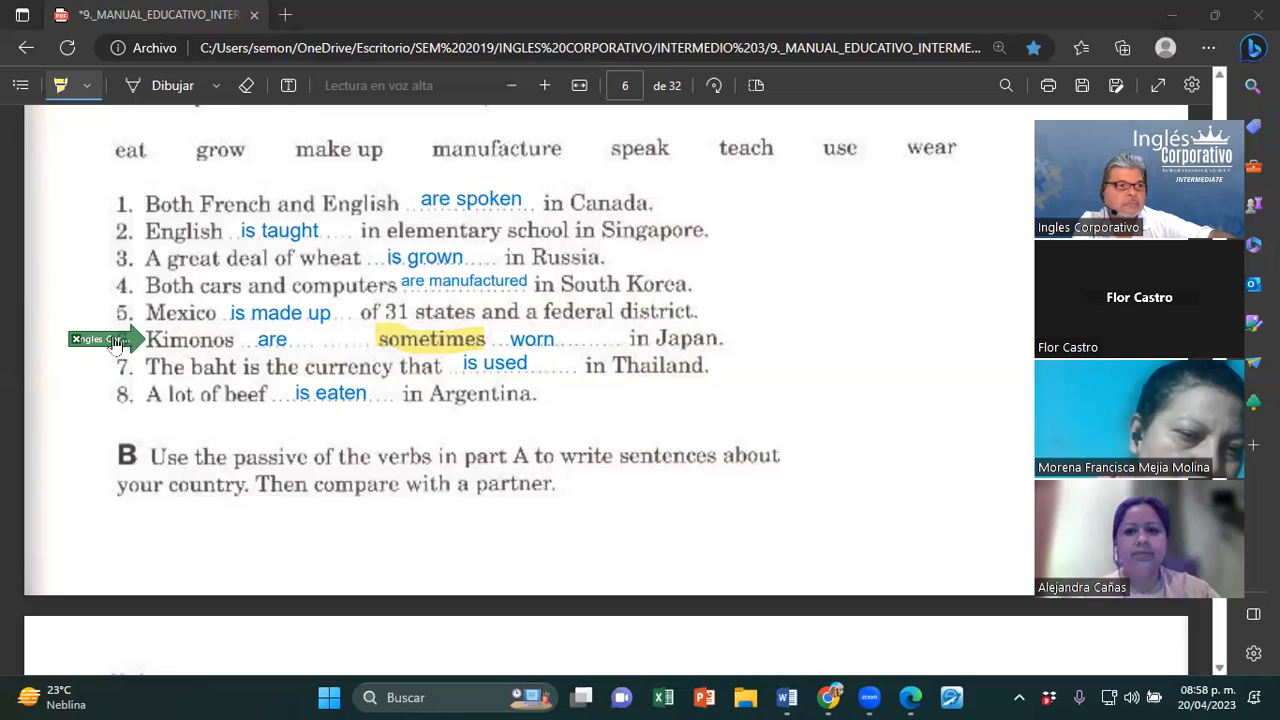 *9._MANUAL_EDUCATIVO_INTER
Archivo
C:/Users/semon/OneDrive/Escritorio/SEM%202019/INGLES%20CORPORATIVO/INTERMEDIO%203/9._MANUAL_EDUCATIVO_INTERME...
Dibujar
Lectura en voz alta
6
de 32
eat grow make up manufacture speak teach use wear
1. Both French and English are spoken in Canada.
2. English is taught in elementary school in Singapore.
3. A great deal of wheat is grown in Russia.
4. Both cars and computers are manufactured in South Korea.
5. Mexico is made up of 31 states and a federal district.
Kimonos are sometimes worn in Japan.
7. The baht is the currency that is used in Thailand.
8. A lot of beef is eaten in Argentina.
B Use the passive of the verbs in part A to write sentences about
your country. Then compare with a partner.
Inglés
Corporativo
INTERMEDIATE
Ingles Corporativo
Flor Castro
Flor Castro
Morena Francisca Mejia Molina
Alejandra Cañas
23°C
Neblina
Buscar
08:58 p. m.
20/04/2023